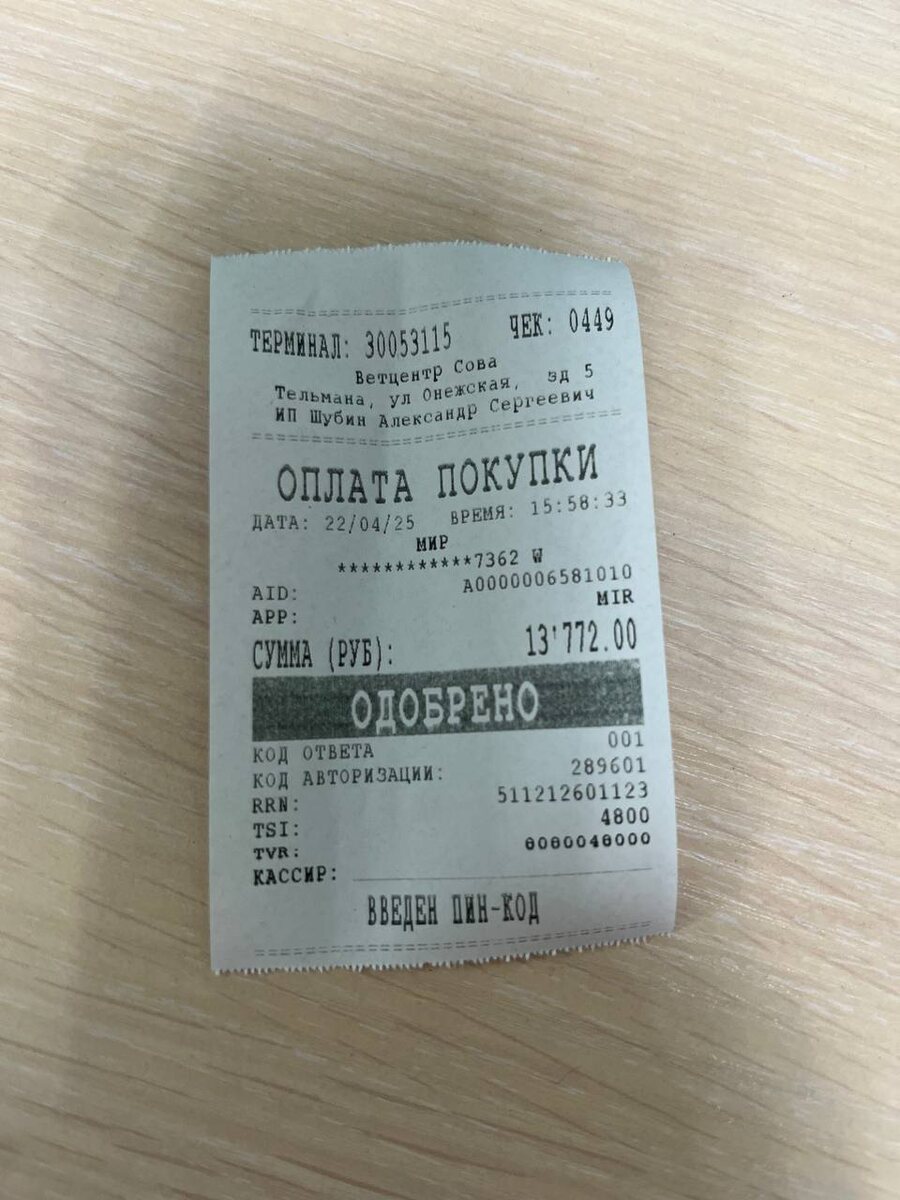 ТЕРМИНАЛ: 30053115 ЧЕК: 0449
Ветцентр Сова
Тельмана, ул Онежская, зд 5
ИП Шубин Александр Сергеевич
ОПЛАТА ПОКУПКИ
ДАТА: 22/04/25 ВРЕМЯ: 15:58:33
МИР
************7362 W
AID: A0000006581010
APP: MIR
СУММА (РУБ): 13'772.00
ОДОБРЕНО
КОД ОТВЕТА 001
КОД АВТОРИЗАЦИИ: 289601
RRN: 511212601123
TSI: 4800
TVR: 8080048000
КАССИР:
ВВЕДЕН ПИН-КОД